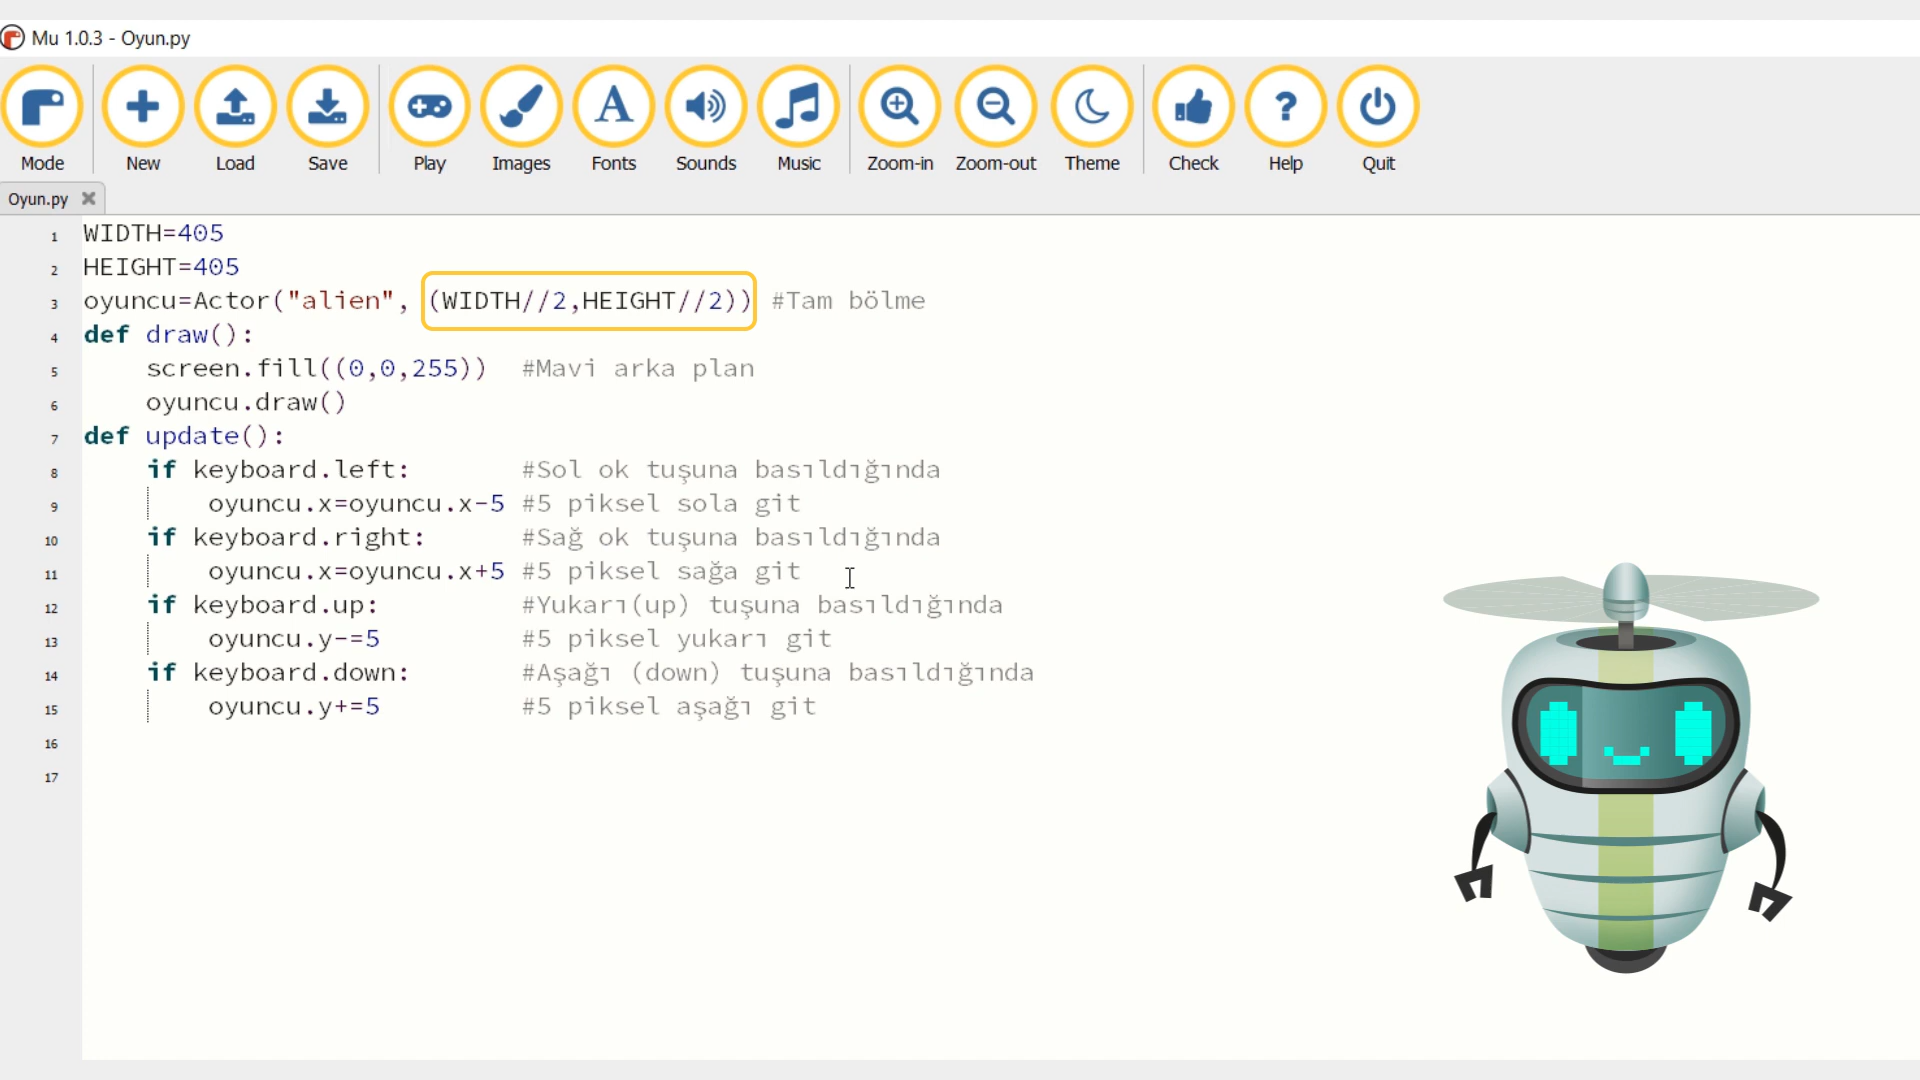 Mu 1.0.3 - Oyun.py
Mode New Load Save Play Images Fonts Sounds Music Zoom-in Zoom-out Theme Check Help Quit
Oyun.py
1 WIDTH=405
2 HEIGHT=405
3 oyuncu=Actor("alien", (WIDTH//2,HEIGHT//2)) #Tam bölme
4 def draw():
5 screen.fill((0,0,255)) #Mavi arka plan
6 oyuncu.draw()
7 def update():
8 if keyboard.left: #Sol ok tuşuna basıldığında
9 oyuncu.x=oyuncu.x-5 #5 piksel sola git
10 if keyboard.right: #Sağ ok tuşuna basıldığında
11 oyuncu.x=oyuncu.x+5 #5 piksel sağa git
12 if keyboard.up: #Yukarı(up) tuşuna basıldığında
13 oyuncu.y-=5 #5 piksel yukarı git
14 if keyboard.down: #Aşağı (down) tuşuna basıldığında
15 oyuncu.y+=5 #5 piksel aşağı git
16
17